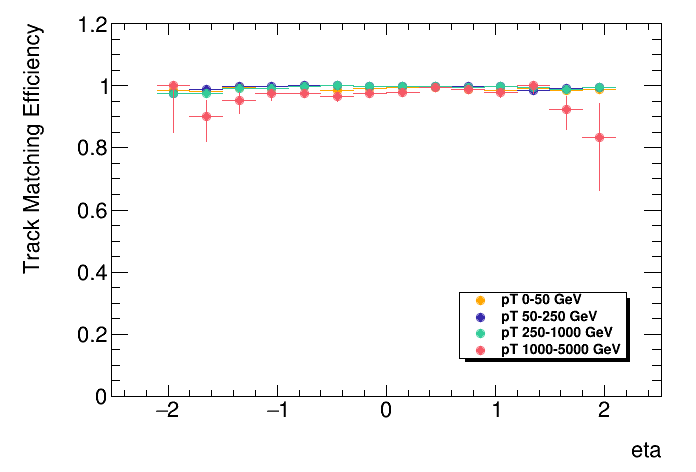 Track Matching Efficiency
1.2
1
0.8
0.6
0.4
0.2
0
pT 0-50 GeV
pT 50-250 GeV
pT 250-1000 GeV
pT 1000-5000 GeV
−2 −1 0 1 2
eta